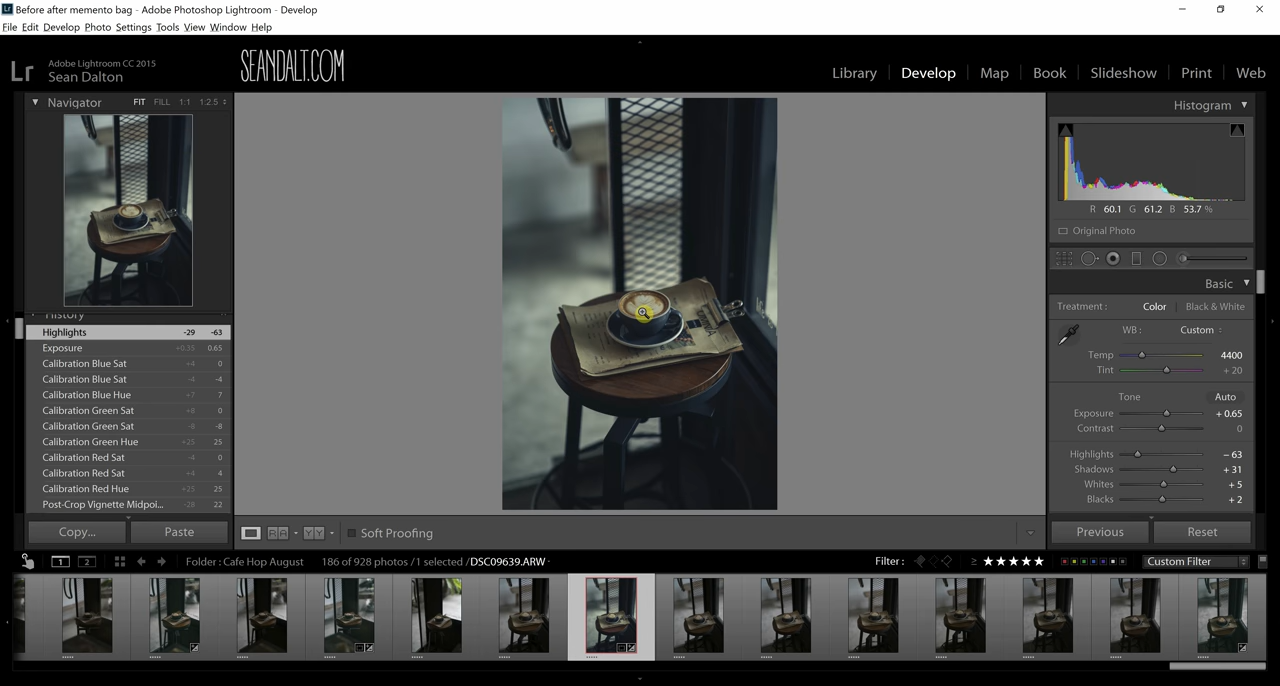 Before after memento bag - Adobe Photoshop Lightroom - Develop
File Edit Develop Photo Settings Tools View Window Help
Lr
Adobe Lightroom CC 2015
Sean Dalton
SEANDALT.COM
Library Develop Map Book Slideshow Print Web
Navigator FIT FILL 1:1 1:2.5
History
Highlights -29 -63
Exposure +0.35 0.65
Calibration Blue Sat +4 0
Calibration Blue Sat -4 -4
Calibration Blue Hue +7 7
Calibration Green Sat +8 0
Calibration Green Sat -8 -8
Calibration Green Hue +25 25
Calibration Red Sat -4 0
Calibration Red Sat +4 4
Calibration Red Hue +25 25
Post-Crop Vignette Midpoi... -28 22
Copy... Paste
Histogram
R 60.1 G 61.2 B 53.7 %
Original Photo
Basic
Treatment : Color Black & White
WB : Custom
Temp 4400
Tint + 20
Tone Auto
Exposure + 0.65
Contrast 0
Highlights – 63
Shadows + 31
Whites + 5
Blacks + 2
Previous Reset
Soft Proofing
1 2 Folder : Cafe Hop August 186 of 928 photos / 1 selected / DSC09639.ARW
Filter : ≥ ★★★★★ Custom Filter